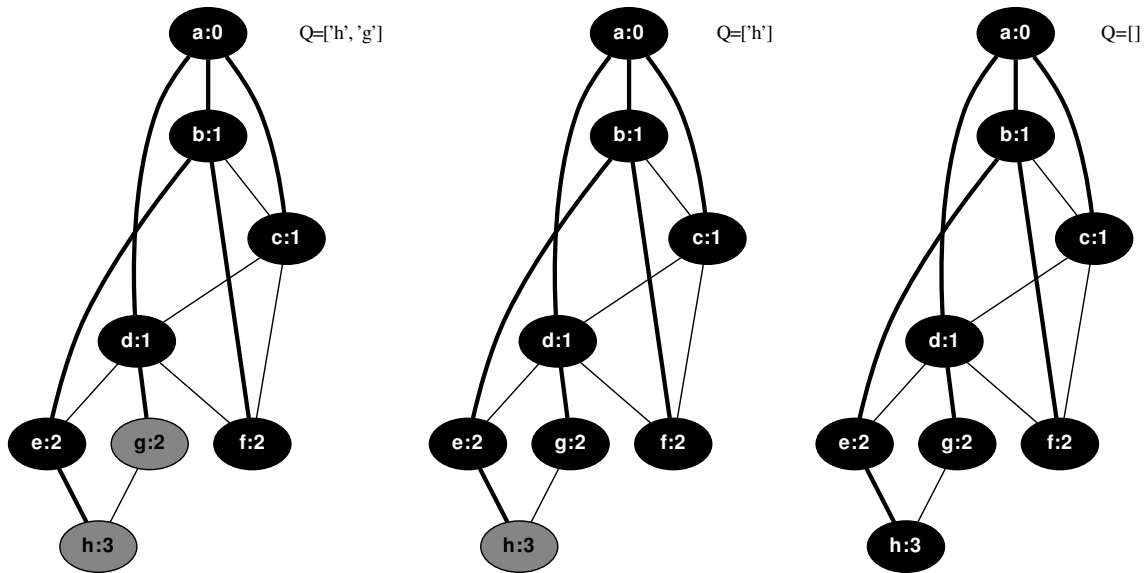 a:0
Q=['h', 'g']
b:1
c:1
d:1
e:2
g:2
f:2
h:3
a:0
Q=['h']
b:1
c:1
d:1
e:2
g:2
f:2
h:3
a:0
Q=[]
b:1
c:1
d:1
e:2
g:2
f:2
h:3